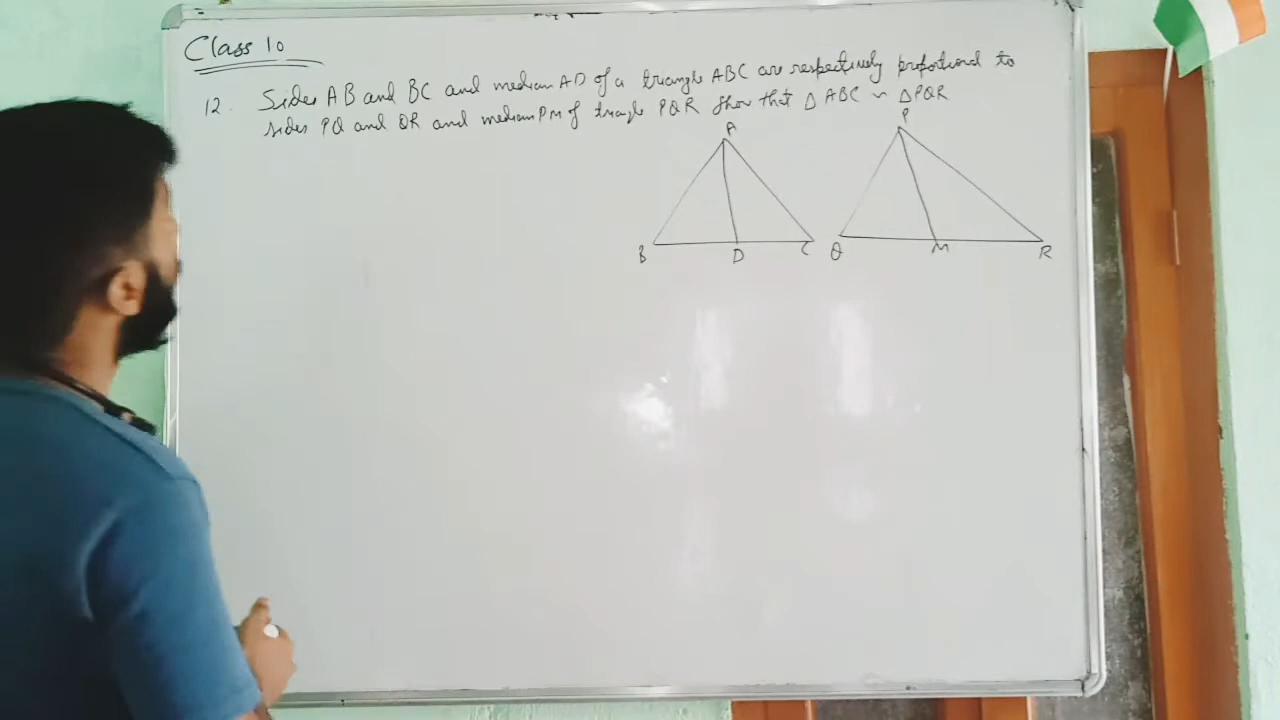 Class 10
12. Sides AB and BC and median AD of a triangle ABC are respectively proportional to
sides PQ and QR and median PM of triangle PQR show that Δ ABC ~ ΔPQR
A
P
B
D
C
Q
M
R